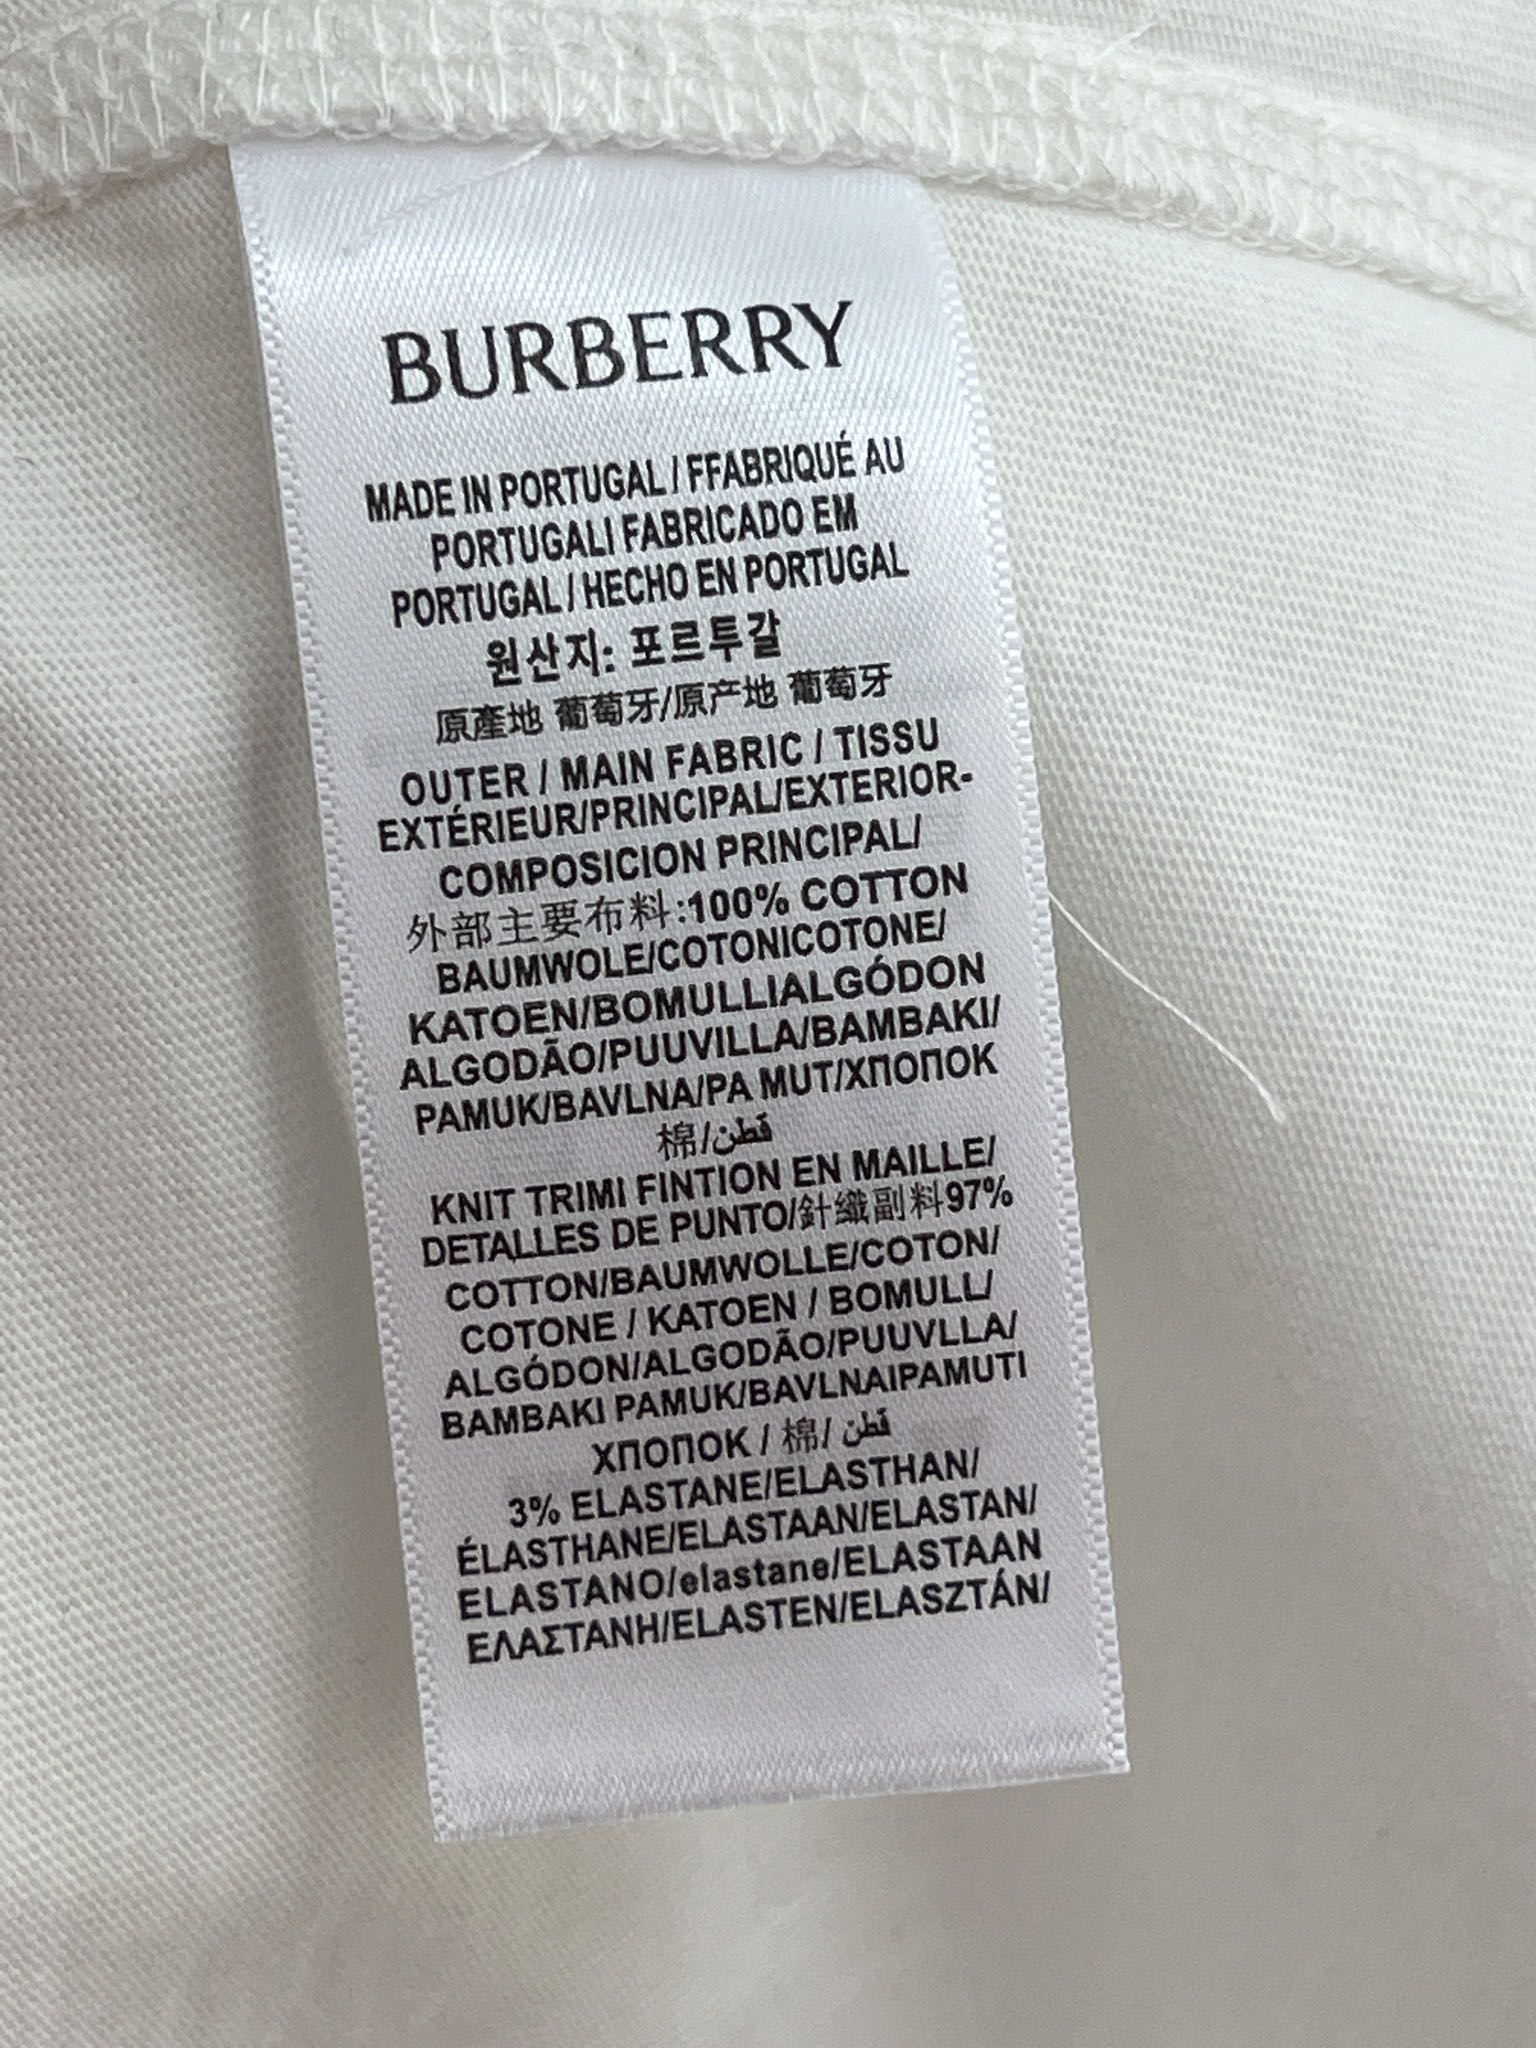 BURBERRY
MADE IN PORTUGAL / FFABRIQUÉ AU
PORTUGALI FABRICADO EM
PORTUGAL / HECHO EN PORTUGAL
원산지: 포르투갈
原產地 葡萄牙/原产地 葡萄牙
OUTER / MAIN FABRIC / TISSU
EXTÉRIEUR/PRINCIPAL/EXTERIOR-
COMPOSICION PRINCIPAL/
外部主要布料:100% COTTON
BAUMWOLE/COTONICOTONE/
KATOEN/BOMULLIALGÓDON
ALGODÃO/PUUVILLA/BAMBAKI/
PAMUK/BAVLNA/PA MUT/ХПОПОК
棉/قطن
KNIT TRIMI FINTION EN MAILLE/
DETALLES DE PUNTO/針織副料97%
COTTON/BAUMWOLLE/COTON/
COTONE / KATOEN / BOMULL/
ALGÓDON/ALGODÃO/PUUVLLA/
BAMBAKI PAMUK/BAVLNAIPAMUTI
ХПОПОК / 棉/ قطن
3% ELASTANE/ELASTHAN/
ÉLASTHANE/ELASTAAN/ELASTAN/
ELASTANO/elastane/ELASTAAN
ΕΛΑΣΤΑΝΗ/ELASTEN/ELASZTÁN/